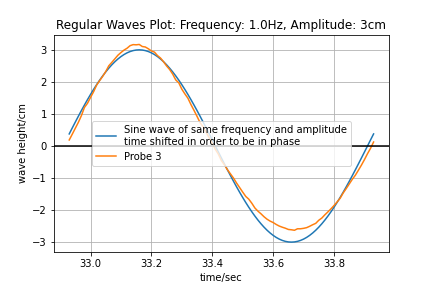 Regular Waves Plot: Frequency: 1.0Hz, Amplitude: 3cm
wave height/cm
3
2
1
0
−1
−2
−3
Sine wave of same frequency and amplitude
time shifted in order to be in phase
Probe 3
33.0 33.2 33.4 33.6 33.8
time/sec